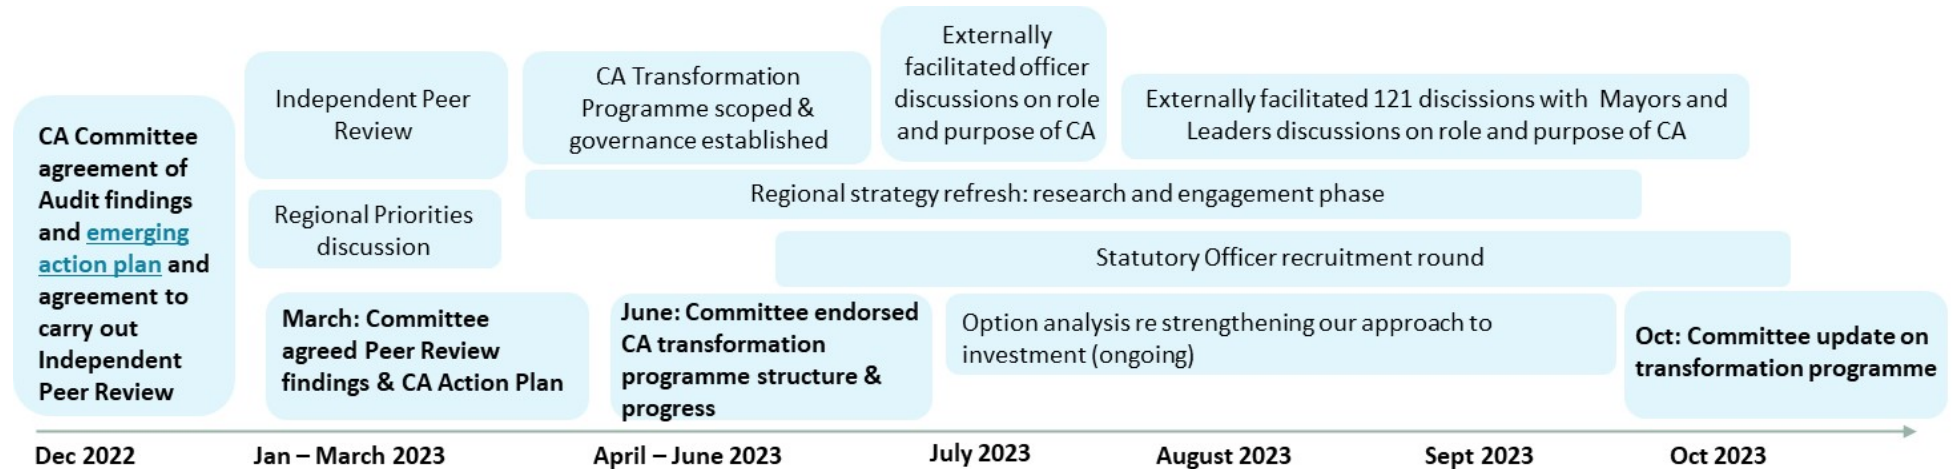 CA Committee
agreement of
Audit findings
and emerging
action plan and
agreement to
carry out
Independent
Peer Review
Independent Peer
Review
Regional Priorities
discussion
March: Committee
agreed Peer Review
findings & CA Action Plan
CA Transformation
Programme scoped &
governance established
Externally
facilitated officer
discussions on role
and purpose of CA
Externally facilitated 121 discissions with Mayors and
Leaders discussions on role and purpose of CA
Regional strategy refresh: research and engagement phase
Statutory Officer recruitment round
June: Committee endorsed
CA transformation
programme structure &
progress
Option analysis re strengthening our approach to
investment (ongoing)
Oct: Committee update on
transformation programme
Dec 2022
Jan – March 2023
April – June 2023
July 2023
August 2023
Sept 2023
Oct 2023